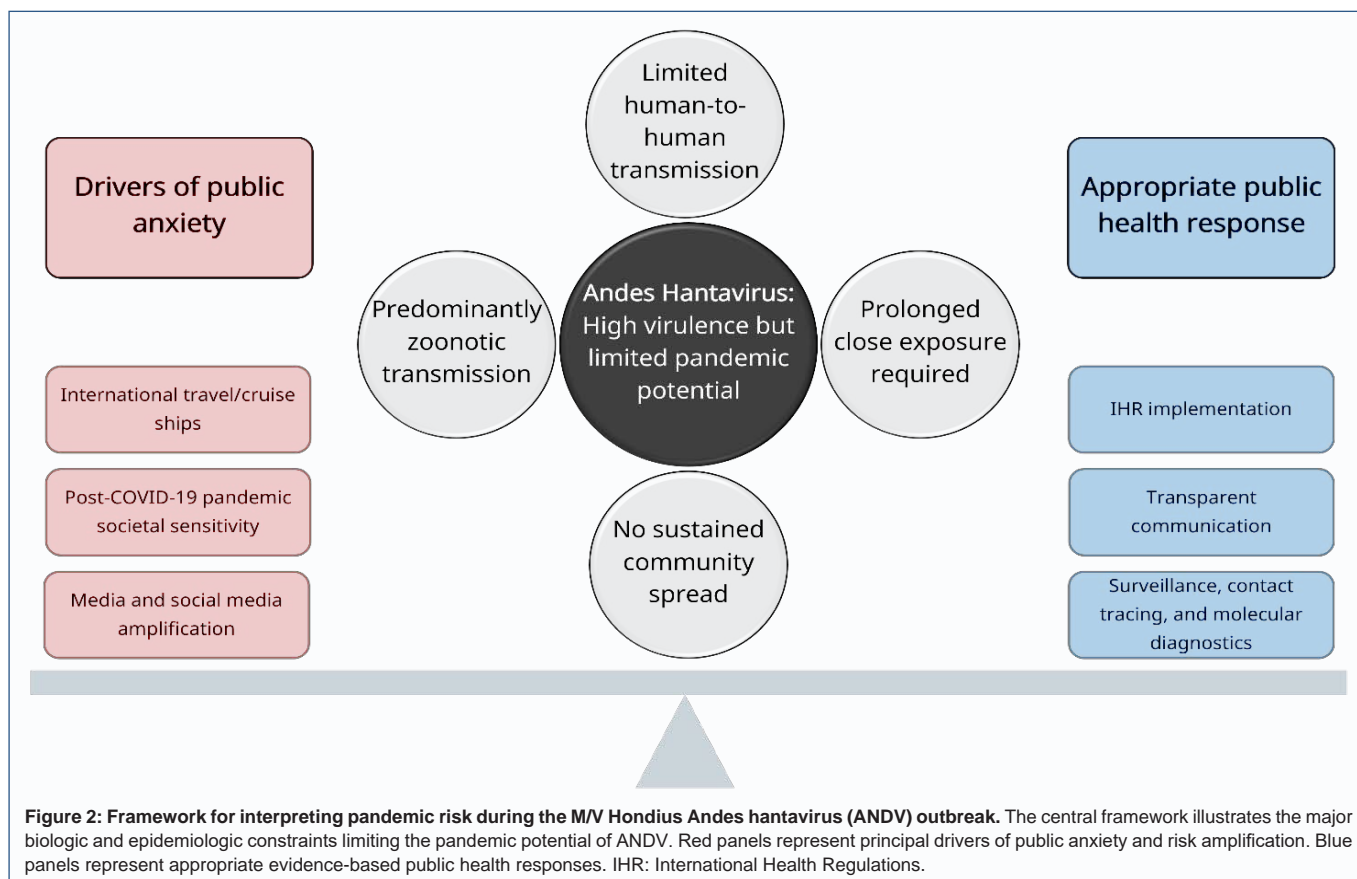 Limited
human-to-
human
transmission
Drivers of public
anxiety
Appropriate public
health response
Predominantly
zoonotic
transmission
Andes Hantavirus:
High virulence but
limited pandemic
potential
Prolonged
close exposure
required
International travel/cruise
ships
Post-COVID-19 pandemic
societal sensitivity
Media and social media
amplification
No sustained
community
spread
IHR implementation
Transparent
communication
Surveillance, contact
tracing, and molecular
diagnostics
Figure 2: Framework for interpreting pandemic risk during the M/V Hondius Andes hantavirus (ANDV) outbreak. The central framework illustrates the major
biologic and epidemiologic constraints limiting the pandemic potential of ANDV. Red panels represent principal drivers of public anxiety and risk amplification. Blue
panels represent appropriate evidence-based public health responses. IHR: International Health Regulations.